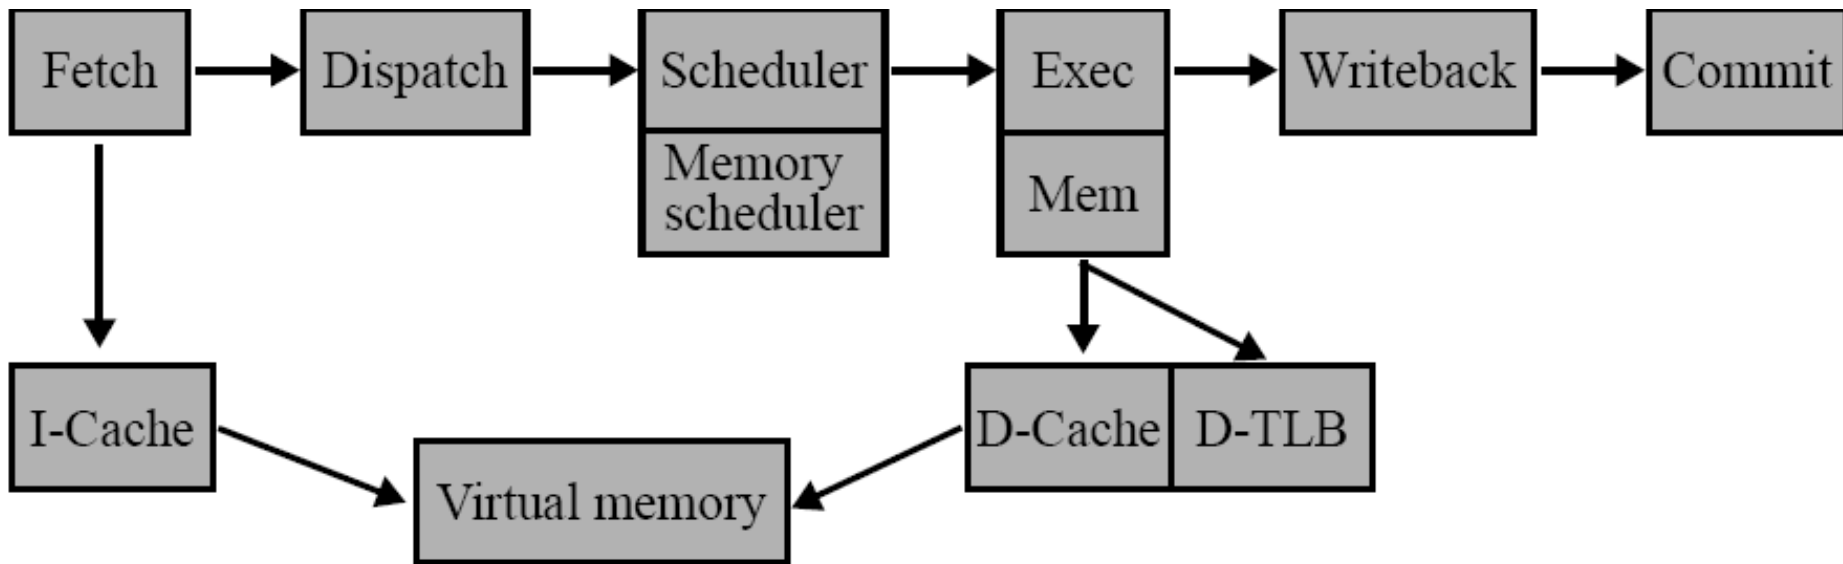 Fetch
Dispatch
Scheduler
Exec
Writeback
Commit
Memory
scheduler
Mem
I-Cache
D-Cache
D-TLB
Virtual memory